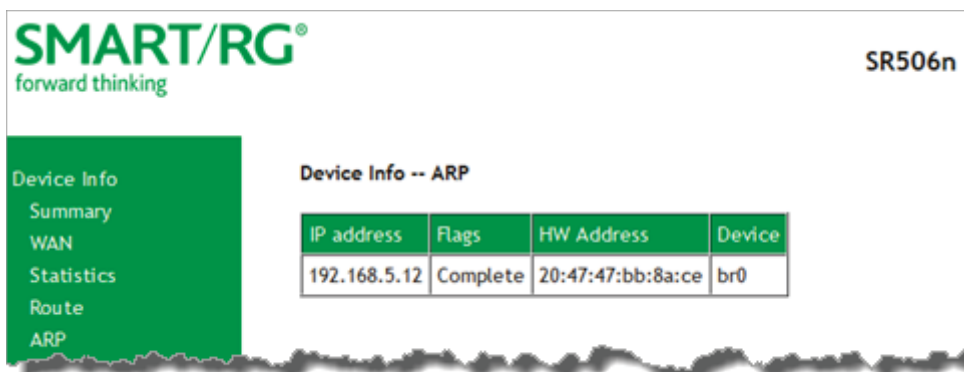 SMART/RG®
forward thinking
SR506n
Device Info
Summary
WAN
Statistics
Route
ARP
Device Info -- ARP
IP address Flags HW Address Device
192.168.5.12 Complete 20:47:47:bb:8a:ce br0